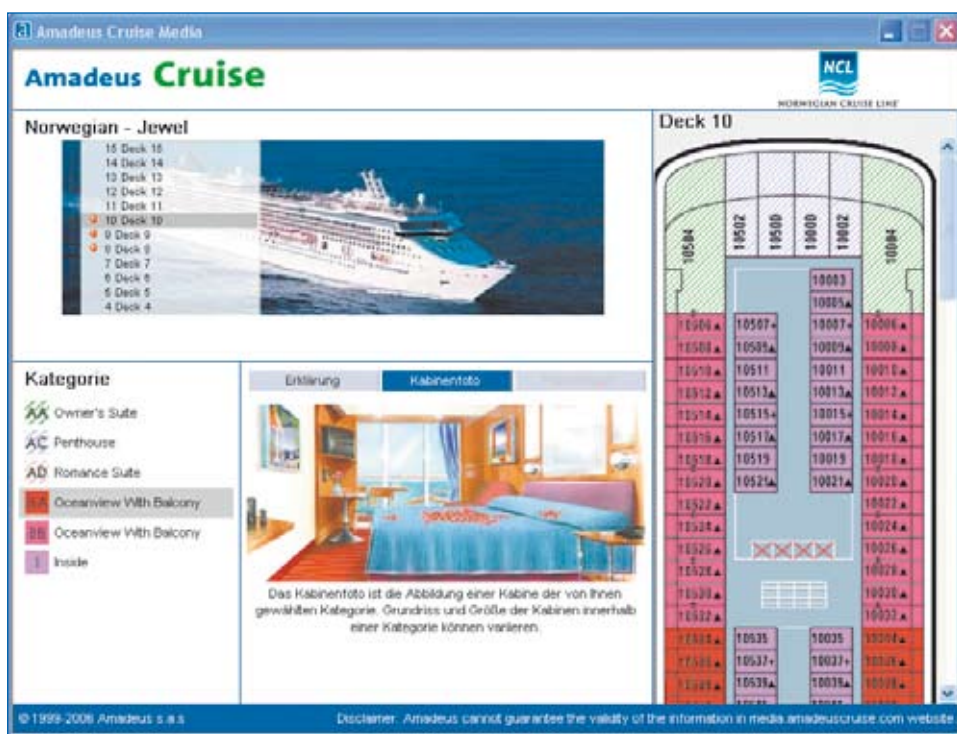 Amadeus Cruise Media
Amadeus Cruise
NCL
NORWEGIAN CRUISE LINE
Norwegian - Jewel
15 Deck 15
14 Deck 14
13 Deck 13
12 Deck 12
11 Deck 11
10 Deck 10
9 Deck 9
8 Deck 8
7 Deck 7
6 Deck 6
5 Deck 5
4 Deck 4
Kategorie
AA Owner's Suite
AC Penthouse
AD Romance Suite
BA Oceanview With Balcony
BB Oceanview With Balcony
I Inside
Erklärung
Kabinenfoto
Das Kabinenfoto ist die Abbildung einer Kabine der von Ihnen
gewählten Kategorie. Grundriss und Größe der Kabinen innerhalb
einer Kategorie können variieren.
Deck 10
10504 10502 10500 10000 10002 10004
10003
10005
10506 10507 10007 10006
10508 10509 10009 10008
10510 10511 10011 10010
10512 10513 10013 10012
10514 10515 10015 10014
10516 10517 10017 10016
10518 10519 10019 10018
10520 10521 10021 10020
10522 10022
10524 10024
10526 10026
10528 10028
10530 10030
10532 10032
10535 10035
10537 10037
10539 10039
© 1999-2006 Amadeus s.a.s
Disclaimer: Amadeus cannot guarantee the validity of the information in media.amadeuscruise.com website.